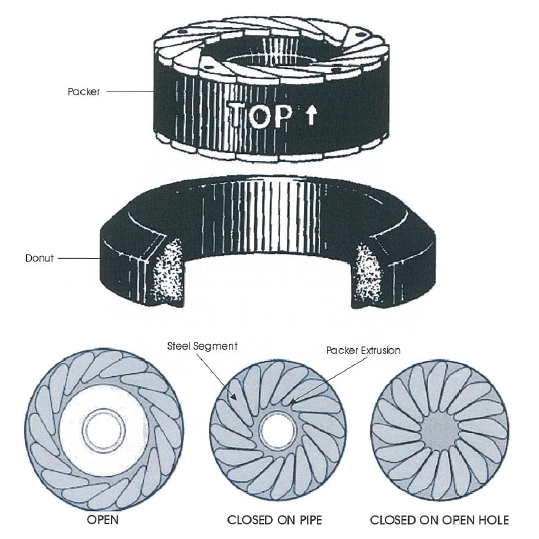 Packer
TOP ↑
Donut
Steel Segment
Packer Extrusion
OPEN
CLOSED ON PIPE
CLOSED ON OPEN HOLE